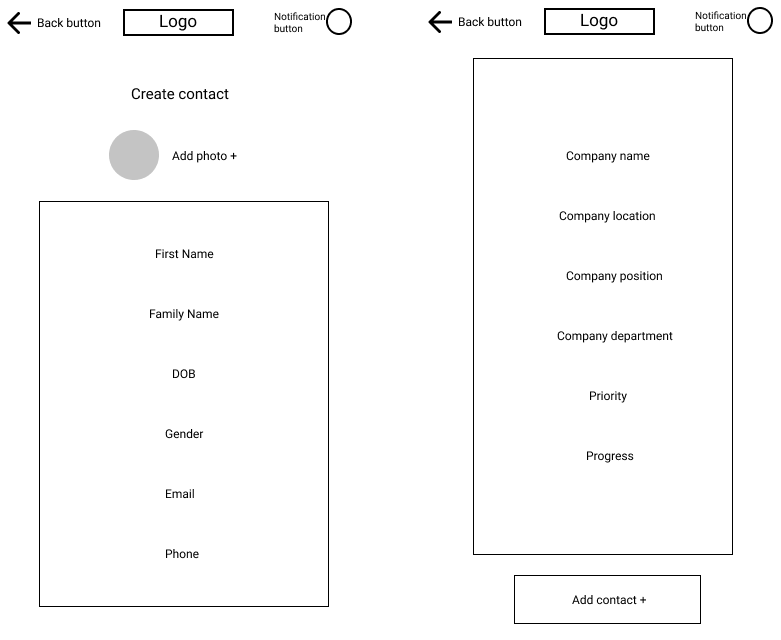 Back button
Logo
Notification
button
Create contact
Add photo +
First Name
Family Name
DOB
Gender
Email
Phone
Back button
Logo
Notification
button
Company name
Company location
Company position
Company department
Priority
Progress
Add contact +